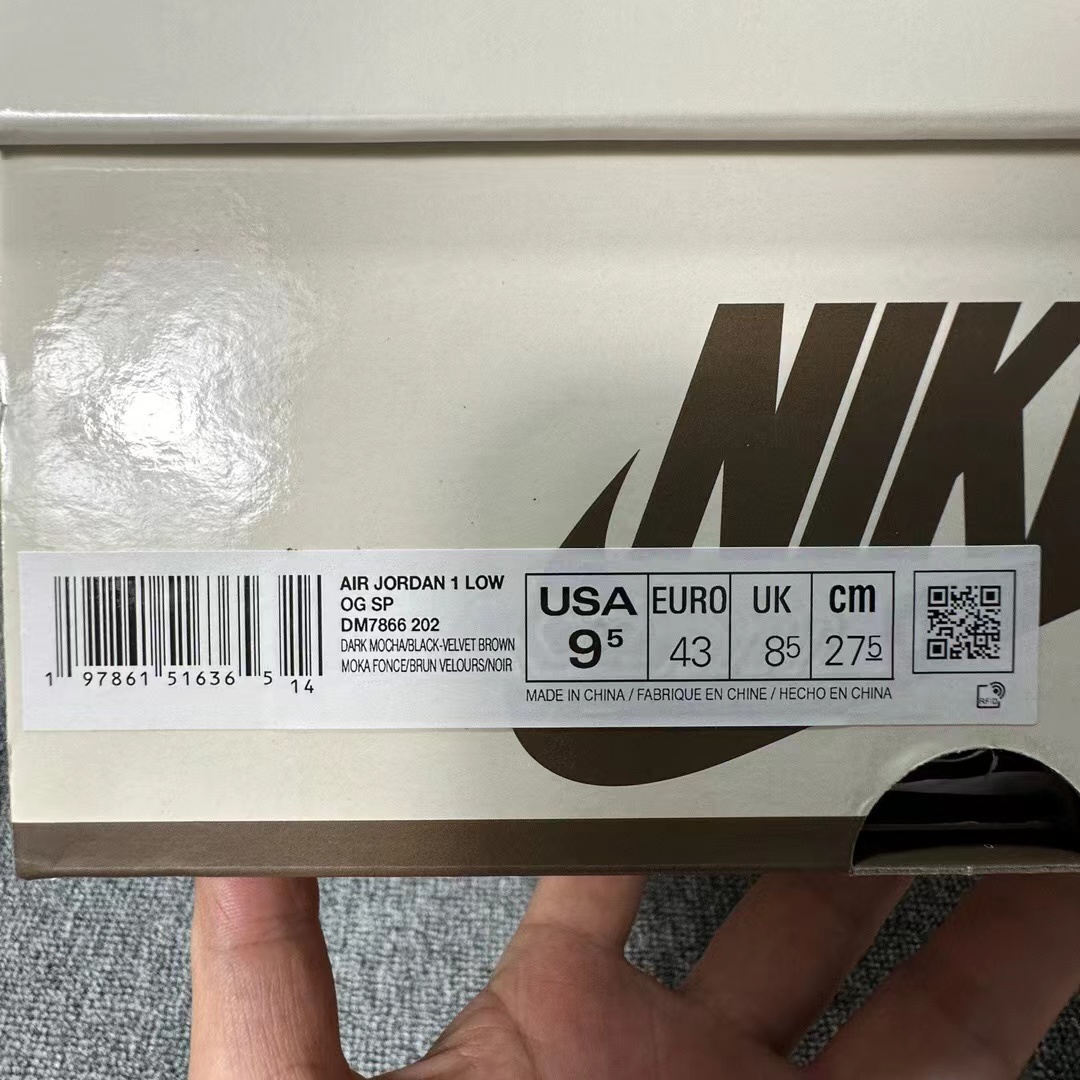 NIK
AIR JORDAN 1 LOW
OG SP
DM7866 202
DARK MOCHA/BLACK-VELVET BROWN
MOKA FONCE/BRUN VELOURS/NOIR
1 97861 51636 5 14
USA EURO UK cm
9⁵ 43 8⁵ 27⁵
MADE IN CHINA / FABRIQUE EN CHINE / HECHO EN CHINA
RFID